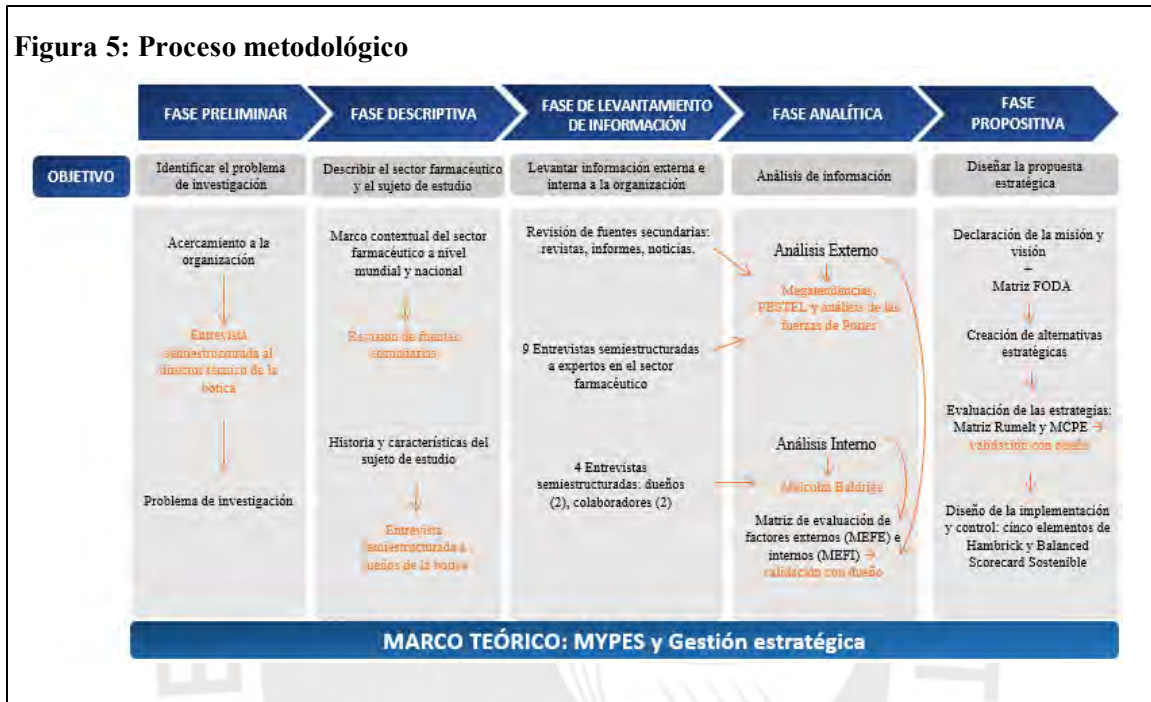 Figura 5: Proceso metodológico
FASE PRELIMINAR
FASE DESCRIPTIVA
FASE DE LEVANTAMIENTO
DE INFORMACIÓN
FASE ANALÍTICA
FASE
PROPOSITIVA
OBJETIVO
Identificar el problema
de investigación
Describir el sector farmacéutico
y el sujeto de estudio
Levantar información externa e
interna a la organización
Análisis de información
Diseñar la propuesta
estratégica
Acercamiento a la
organización
Entrevista
semiestructurada al
director técnico de la
botica
Problema de investigación
Marco contextual del sector
farmacéutico a nivel
mundial y nacional
Revisión de fuentes
secundarias
Historia y características del
sujeto de estudio
Entrevista
semiestructurada a
dueños de la botica
Revisión de fuentes secundarias:
revistas, informes, noticias.
9 Entrevistas semiestructuradas
a expertos en el sector
farmacéutico
4 Entrevistas
semiestructuradas: dueños
(2), colaboradores (2)
Análisis Externo
Megatendencias,
PESTEL y análisis de las
fuerzas de Porter
Análisis Interno
Malcolm Baldrige
Matriz de evaluación de
factores externos (MEFE) e
internos (MEFI) →
validación con dueño
Declaración de la misión y
visión
+
Matriz FODA
Creación de alternativas
estratégicas
Evaluación de las estrategias:
Matriz Rumelt y MCPE →
validación con dueño
Diseño de la implementación
y control: cinco elementos de
Hambrick y Balanced
Scorecard Sostenible
MARCO TEÓRICO: MYPES y Gestión estratégica